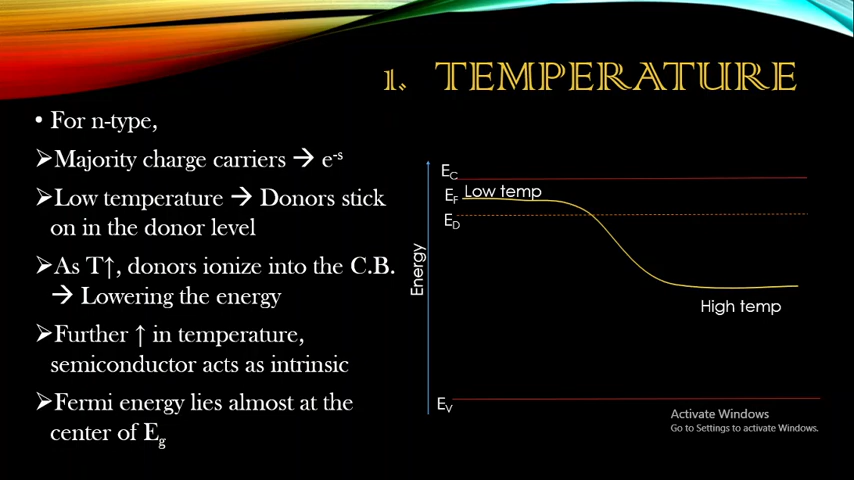 1. TEMPERATURE
• For n-type,
➢Majority charge carriers → e⁻ˢ
➢Low temperature → Donors stick
on in the donor level
➢As T↑, donors ionize into the C.B.
→ Lowering the energy
➢Further ↑ in temperature,
semiconductor acts as intrinsic
➢Fermi energy lies almost at the
center of Eg
Energy
EC
EF Low temp
ED
High temp
EV
Activate Windows
Go to Settings to activate Windows.